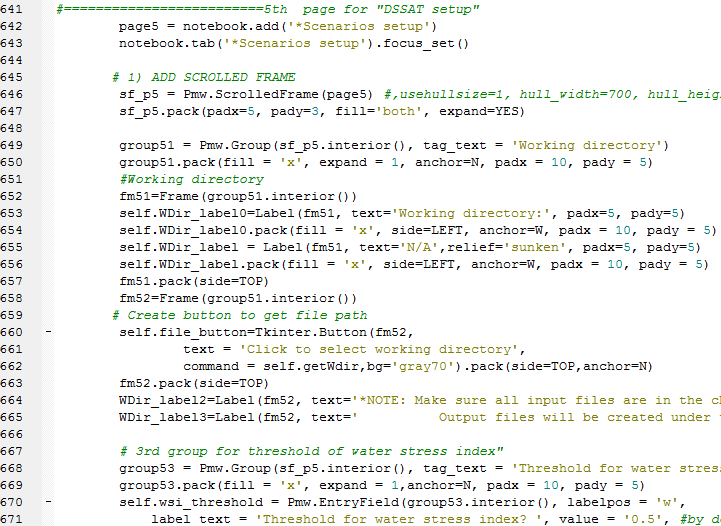 641 #=========================5th  page for "DSSAT setup"
642 page5 = notebook.add('*Scenarios setup')
643 notebook.tab('*Scenarios setup').focus_set()
644
645 # 1) ADD SCROLLED FRAME
646 sf_p5 = Pmw.ScrolledFrame(page5) #,usehullsize=1, hull_width=700, hull_heig
647 sf_p5.pack(padx=5, pady=3, fill='both', expand=YES)
648
649 group51 = Pmw.Group(sf_p5.interior(), tag_text = 'Working directory')
650 group51.pack(fill = 'x', expand = 1, anchor=N, padx = 10, pady = 5)
651 #Working directory
652 fm51=Frame(group51.interior())
653 self.WDir_label0=Label(fm51, text='Working directory:', padx=5, pady=5)
654 self.WDir_label0.pack(fill = 'x', side=LEFT, anchor=W, padx = 10, pady = 5)
655 self.WDir_label = Label(fm51, text='N/A',relief='sunken', padx=5, pady=5)
656 self.WDir_label.pack(fill = 'x', side=LEFT, anchor=W, padx = 10, pady = 5)
657 fm51.pack(side=TOP)
658 fm52=Frame(group51.interior())
659 # Create button to get file path
660 - self.file_button=Tkinter.Button(fm52,
661 text = 'Click to select working directory',
662 command = self.getWdir,bg='gray70').pack(side=TOP,anchor=N)
663 fm52.pack(side=TOP)
664 WDir_label2=Label(fm52, text='*NOTE: Make sure all input files are in the
665 WDir_label3=Label(fm52, text='          Output files will be created under
666
667 # 3rd group for threshold of water stress index"
668 group53 = Pmw.Group(sf_p5.interior(), tag_text = 'Threshold for water stres
669 group53.pack(fill = 'x', expand = 1,anchor=N, padx = 10, pady = 5)
670 - self.wsi_threshold = Pmw.EntryField(group53.interior(), labelpos = 'w',
671 label_text = 'Threshold for water stress index? ', value = '0.5', #by